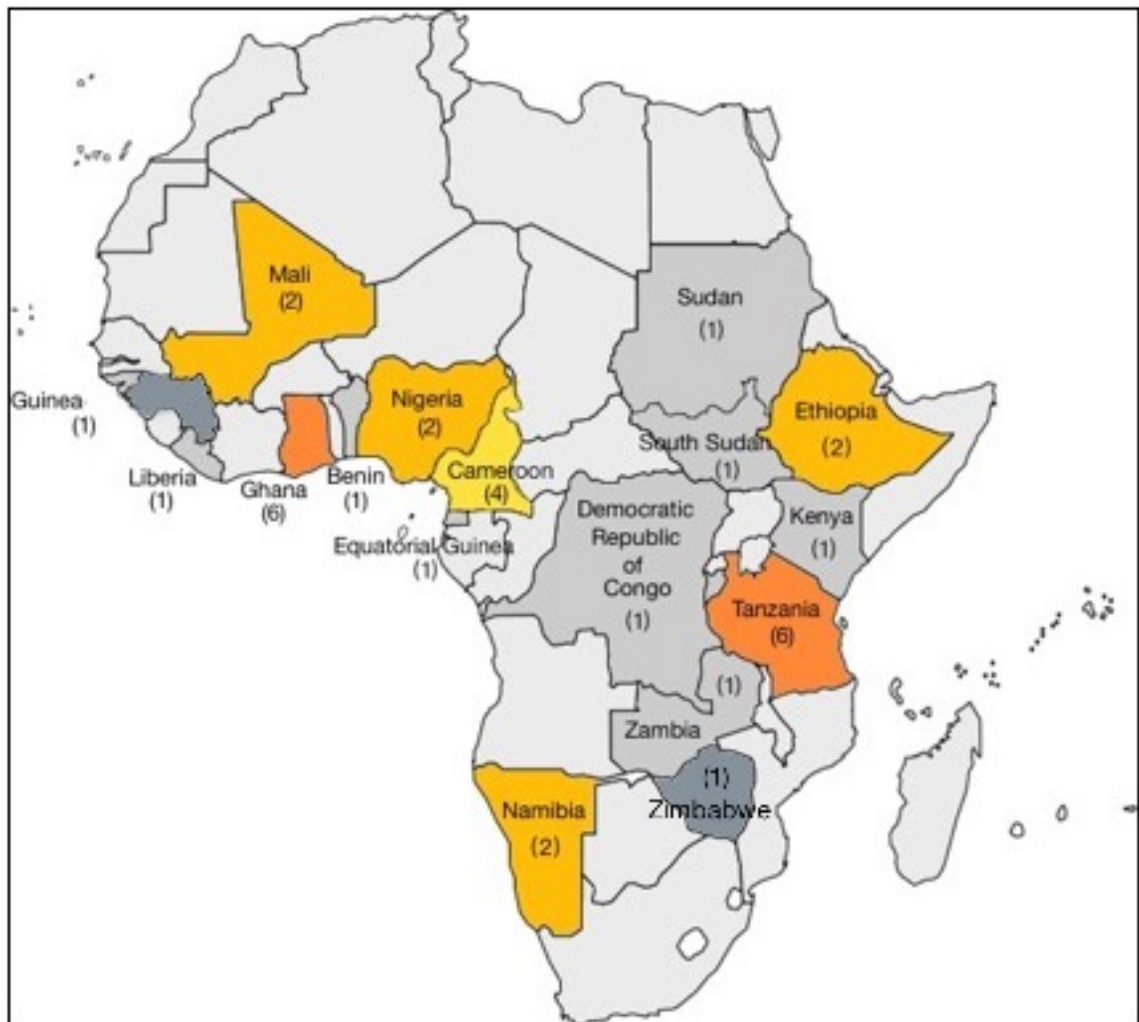 Mali
(2)
Sudan
(1)
Guinea
(1)
Nigeria
(2)
Ethiopia
(2)
South Sudan
(1)
Liberia
(1)
Ghana
(6)
Benin
(1)
Cameroon
(4)
Equatorial Guinea
(1)
Democratic
Republic
of
Congo
(1)
Kenya
(1)
Tanzania
(6)
(1)
Zambia
(1)
Zimbabwe
Namibia
(2)